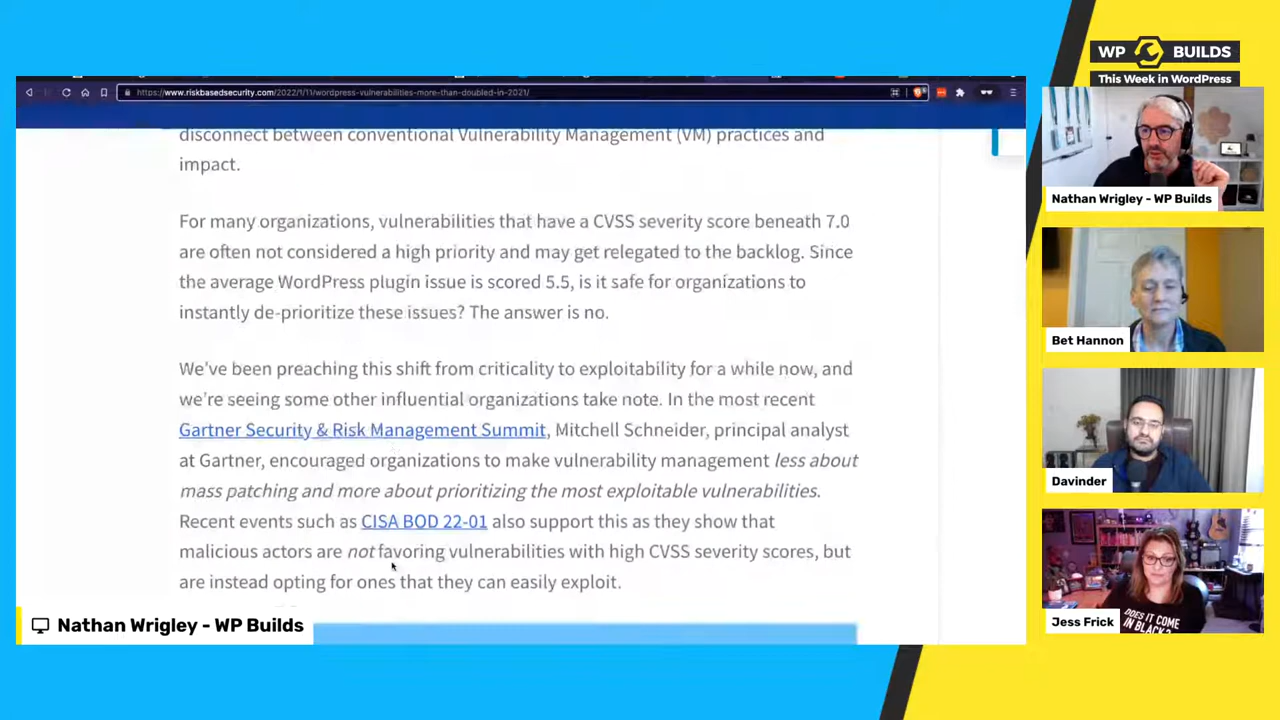 WP BUILDS
This Week in WordPress
https://www.riskbasedsecurity.com/2022/1/11/wordpress-vulnerabilities-more-than-doubled-in-2021/
disconnect between conventional Vulnerability Management (VM) practices and
impact.
For many organizations, vulnerabilities that have a CVSS severity score beneath 7.0
are often not considered a high priority and may get relegated to the backlog. Since
the average WordPress plugin issue is scored 5.5, is it safe for organizations to
instantly de-prioritize these issues? The answer is no.
We've been preaching this shift from criticality to exploitability for a while now, and
we're seeing some other influential organizations take note. In the most recent
Gartner Security & Risk Management Summit, Mitchell Schneider, principal analyst
at Gartner, encouraged organizations to make vulnerability management less about
mass patching and more about prioritizing the most exploitable vulnerabilities.
Recent events such as CISA BOD 22-01 also support this as they show that
malicious actors are not favoring vulnerabilities with high CVSS severity scores, but
are instead opting for ones that they can easily exploit.
Nathan Wrigley - WP Builds
Nathan Wrigley - WP Builds
Bet Hannon
Davinder
DOES IT COME
IN BLACK?
Jess Frick